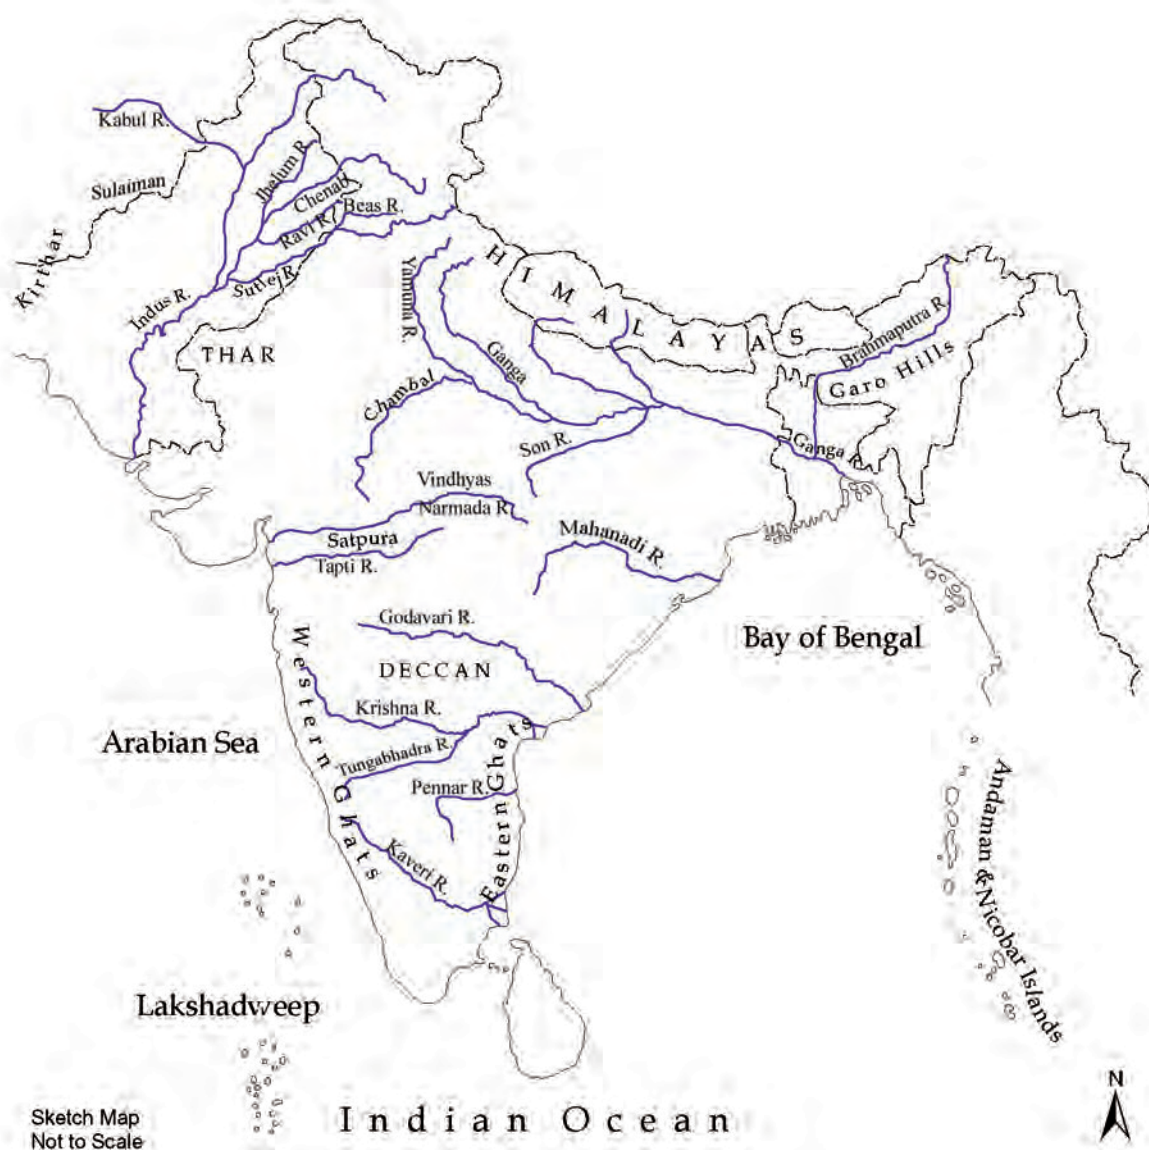 Kabul R.
Sulaiman
Kirthar
Jhelum R.
Chenab
Beas R.
Ravi R.
Sutlej R.
Indus R.
THAR
HIMALAYAS
Yamuna R.
Ganga
Chambal
Brahmaputra R.
Garo Hills
Ganga R.
Son R.
Vindhyas
Narmada R.
Satpura
Tapti R.
Mahanadi R.
Godavari R.
DECCAN
Bay of Bengal
Western Ghats
Krishna R.
Arabian Sea
Tungabhadra R.
Eastern Ghats
Pennar R.
Kaveri R.
Andaman & Nicobar Islands
Lakshadweep
N
Sketch Map
Not to Scale
Indian Ocean